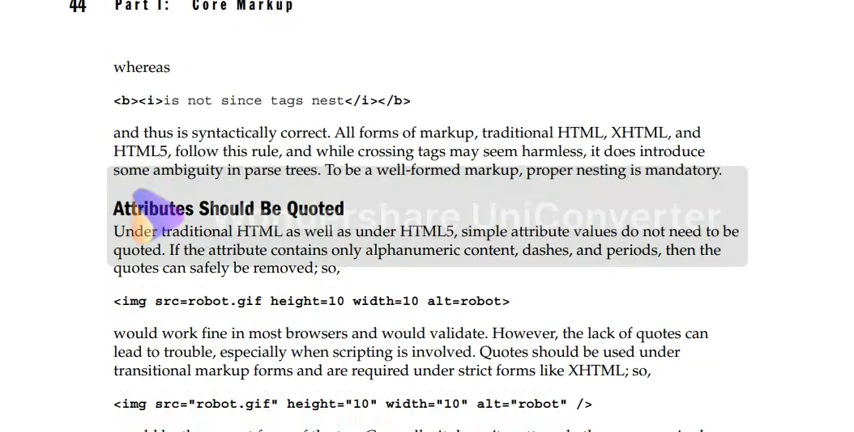 44 Part I: Core Markup
whereas
<b><i>is not since tags nest</i></b>
and thus is syntactically correct. All forms of markup, traditional HTML, XHTML, and
HTML5, follow this rule, and while crossing tags may seem harmless, it does introduce
some ambiguity in parse trees. To be a well-formed markup, proper nesting is mandatory.
Wondershare UniConverter
Attributes Should Be Quoted
Under traditional HTML as well as under HTML5, simple attribute values do not need to be
quoted. If the attribute contains only alphanumeric content, dashes, and periods, then the
quotes can safely be removed; so,
<img src=robot.gif height=10 width=10 alt=robot>
would work fine in most browsers and would validate. However, the lack of quotes can
lead to trouble, especially when scripting is involved. Quotes should be used under
transitional markup forms and are required under strict forms like XHTML; so,
<img src="robot.gif" height="10" width="10" alt="robot" />